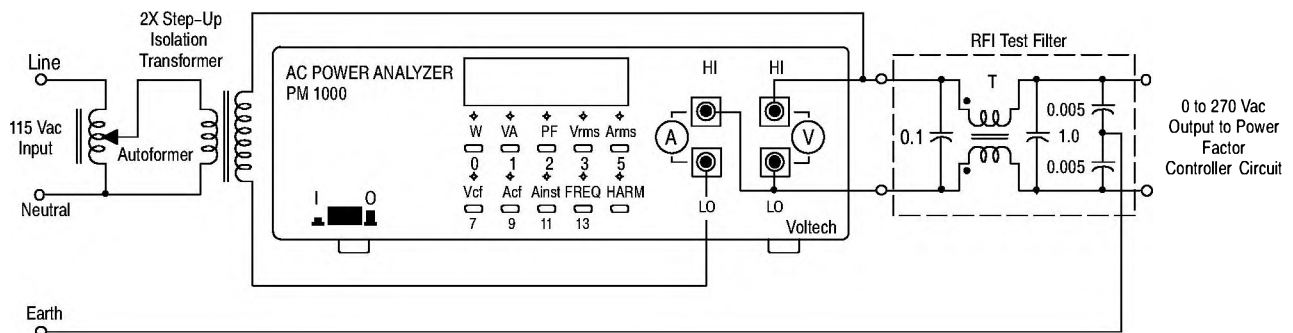 2X Step-Up
Isolation
Transformer
Line
115 Vac
Input
Autoformer
Neutral
Earth
AC POWER ANALYZER
PM 1000
W VA PF Vrms Arms
0 1 2 3 5
Vcf Acf Ainst FREQ HARM
7 9 11 13
I O
HI HI
A V
LO LO
Voltech
RFI Test Filter
T
0.1
1.0
0.005
0.005
0 to 270 Vac
Output to Power
Factor
Controller Circuit